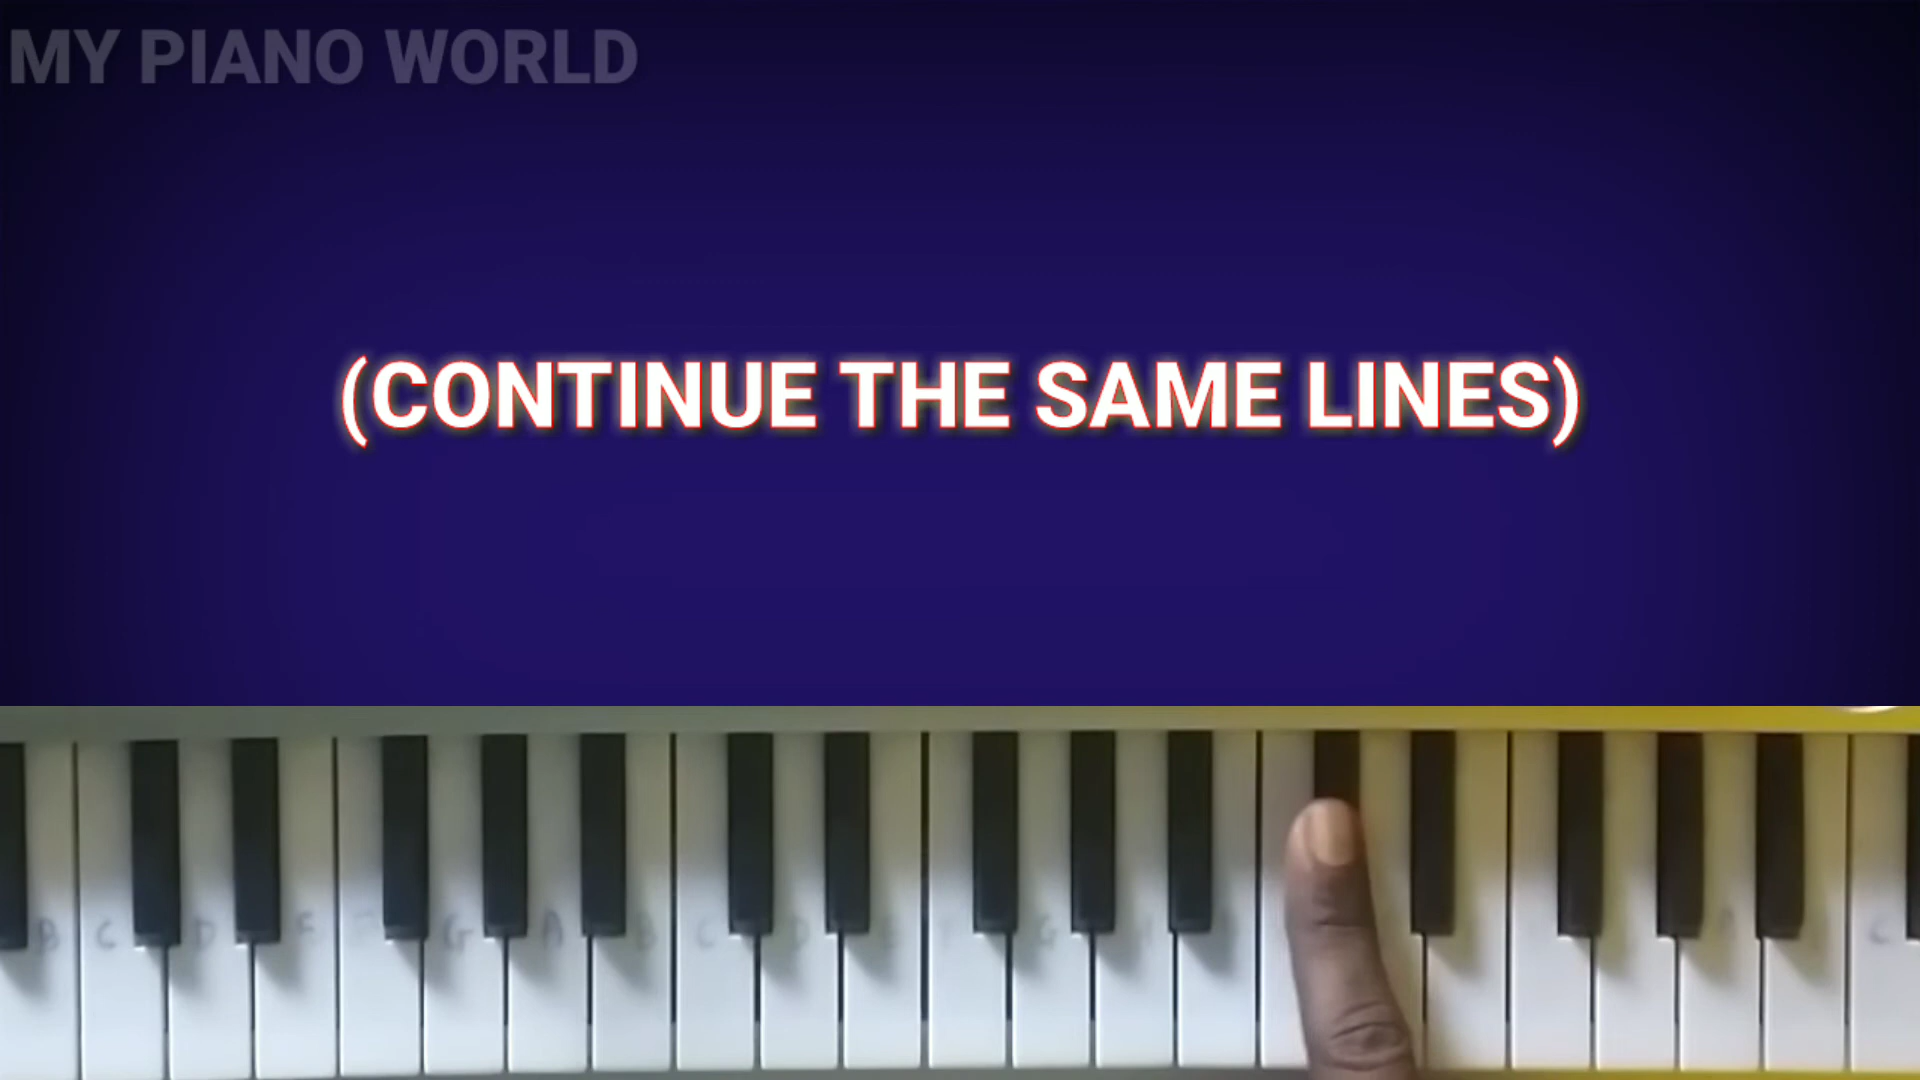 MY PIANO WORLD
(CONTINUE THE SAME LINES)
B C D E G A B C G C